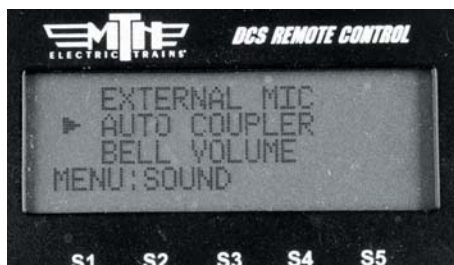 MTH
ELECTRIC TRAINS
DCS REMOTE CONTROL
EXTERNAL MIC
AUTO COUPLER
BELL VOLUME
MENU:SOUND
S1 S2 S3 S4 S5